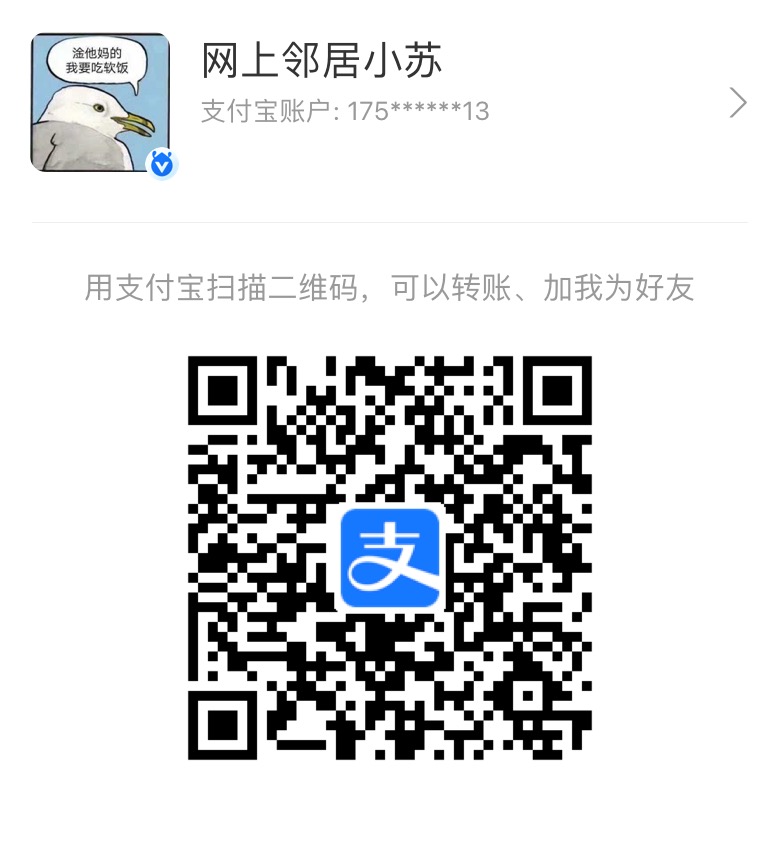 淦他妈的
我要吃软饭
网上邻居小苏
支付宝账户: 175******13
用支付宝扫描二维码，可以转账、加我为好友
支